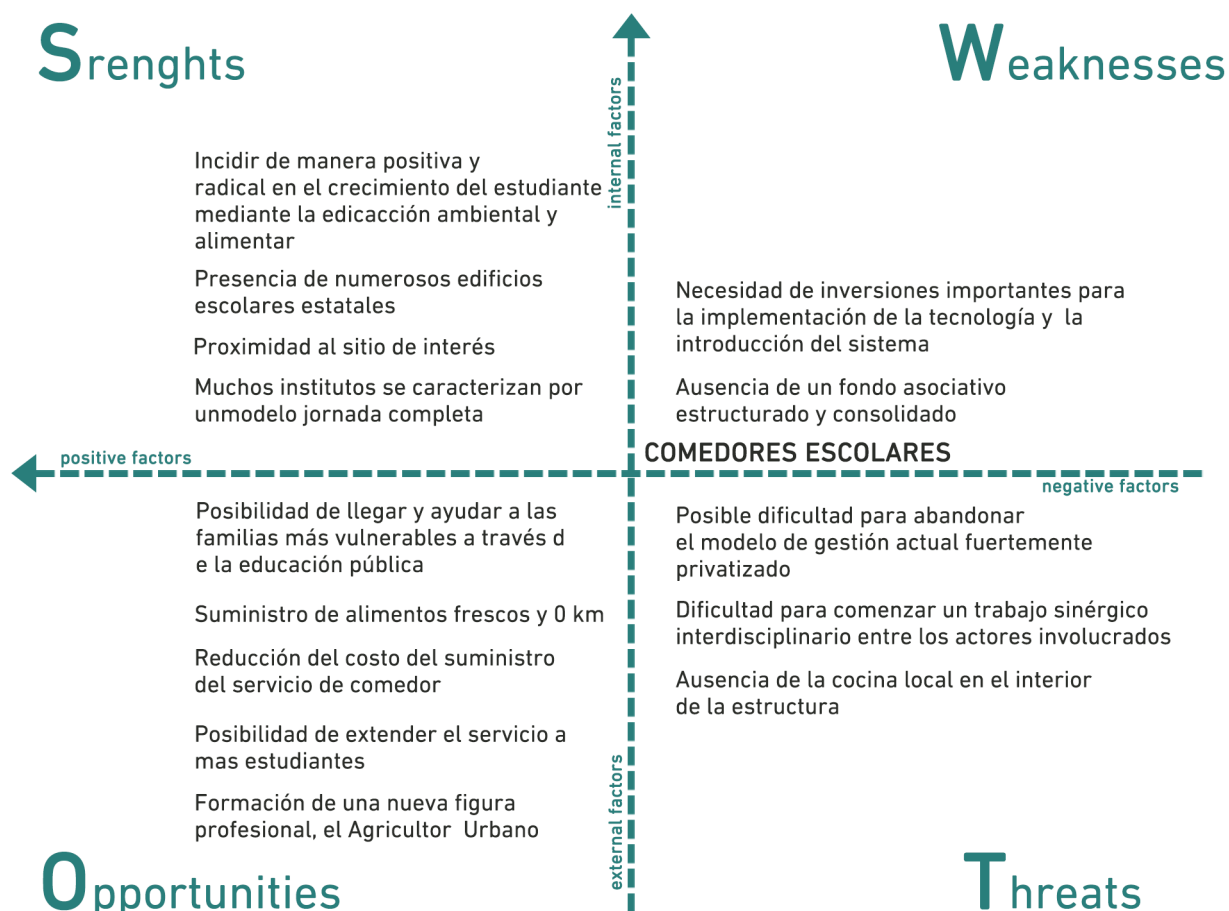 Srenghts
Weaknesses
internal factors
Incidir de manera positiva y
radical en el crecimiento del estudiante
mediante la edicacción ambiental y
alimentar
Presencia de numerosos edificios
escolares estatales
Proximidad al sitio de interés
Muchos institutos se caracterizan por
unmodelo jornada completa
Necesidad de inversiones importantes para
la implementación de la tecnología y la
introducción del sistema
Ausencia de un fondo asociativo
estructurado y consolidado
positive factors
COMEDORES ESCOLARES
negative factors
Posibilidad de llegar y ayudar a las
familias más vulnerables a través d
e la educación pública
Suministro de alimentos frescos y 0 km
Reducción del costo del suministro
del servicio de comedor
Posibilidad de extender el servicio a
mas estudiantes
Formación de una nueva figura
profesional, el Agricultor Urbano
Posible dificultad para abandonar
el modelo de gestión actual fuertemente
privatizado
Dificultad para comenzar un trabajo sinérgico
interdisciplinario entre los actores involucrados
Ausencia de la cocina local en el interior
de la estructura
external factors
Opportunities
Threats